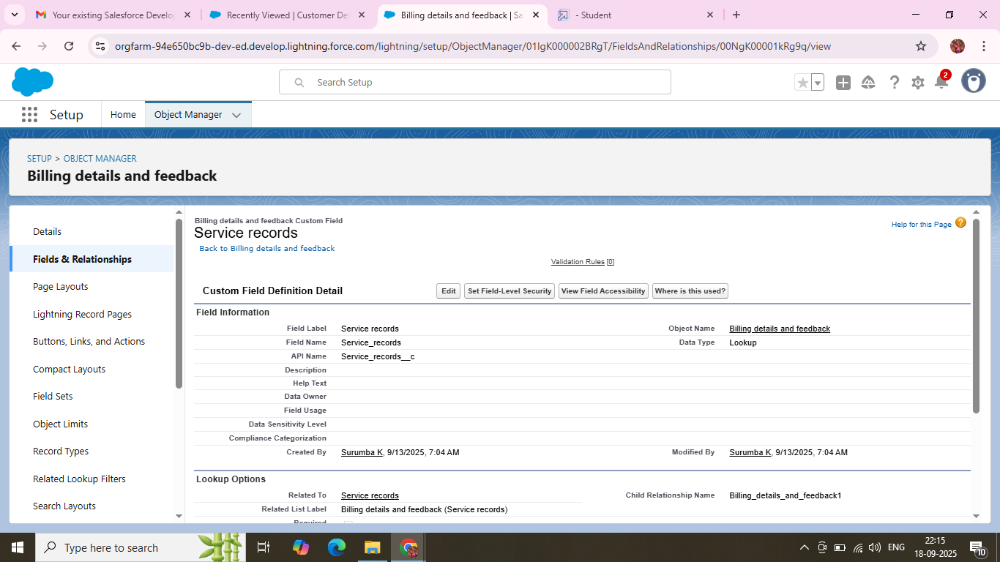 Your existing Salesforce Develo
Recently Viewed | Customer De
Billing details and feedback | Sa
- Student
orgfarm-94e650bc9b-dev-ed.develop.lightning.force.com/lightning/setup/ObjectManager/01IgK000002BRgT/FieldsAndRelationships/00NgK00001kRg9q/view
Search Setup
2
Setup
Home
Object Manager
SETUP > OBJECT MANAGER
Billing details and feedback
Details
Fields & Relationships
Page Layouts
Lightning Record Pages
Buttons, Links, and Actions
Compact Layouts
Field Sets
Object Limits
Record Types
Related Lookup Filters
Search Layouts
Billing details and feedback Custom Field
Service records
Back to Billing details and feedback
Help for this Page ?
Validation Rules [0]
Custom Field Definition Detail Edit Set Field-Level Security View Field Accessibility Where is this used?
Field Information
Field Label Service records Object Name Billing details and feedback
Field Name Service_records Data Type Lookup
API Name Service_records__c
Description
Help Text
Data Owner
Field Usage
Data Sensitivity Level
Compliance Categorization
Created By Surumba K, 9/13/2025, 7:04 AM Modified By Surumba K, 9/13/2025, 7:04 AM
Lookup Options
Related To Service records Child Relationship Name Billing_details_and_feedback1
Related List Label Billing details and feedback (Service records)
Required
Type here to search
ENG
22:15
18-09-2025
10